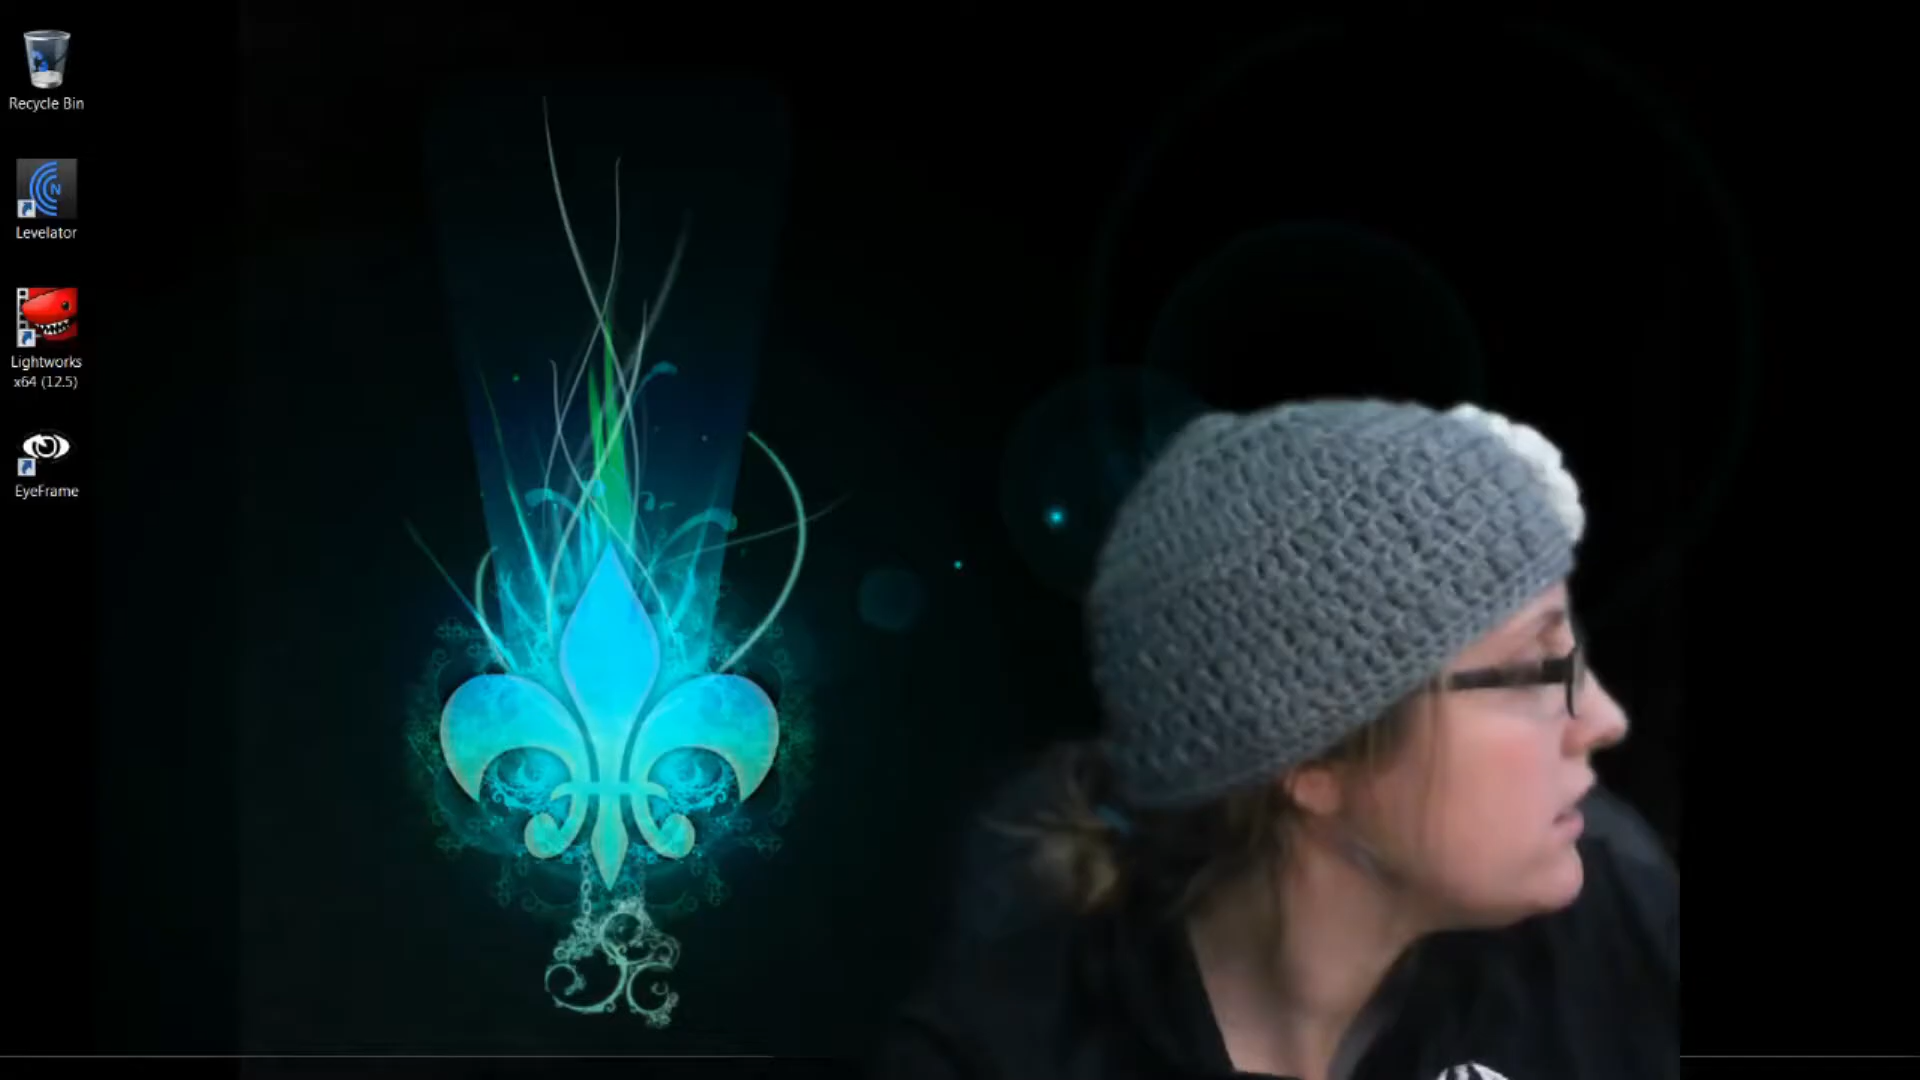 Recycle Bin
N
Levelator
Lightworks
x64 (12.5)
EyeFrame